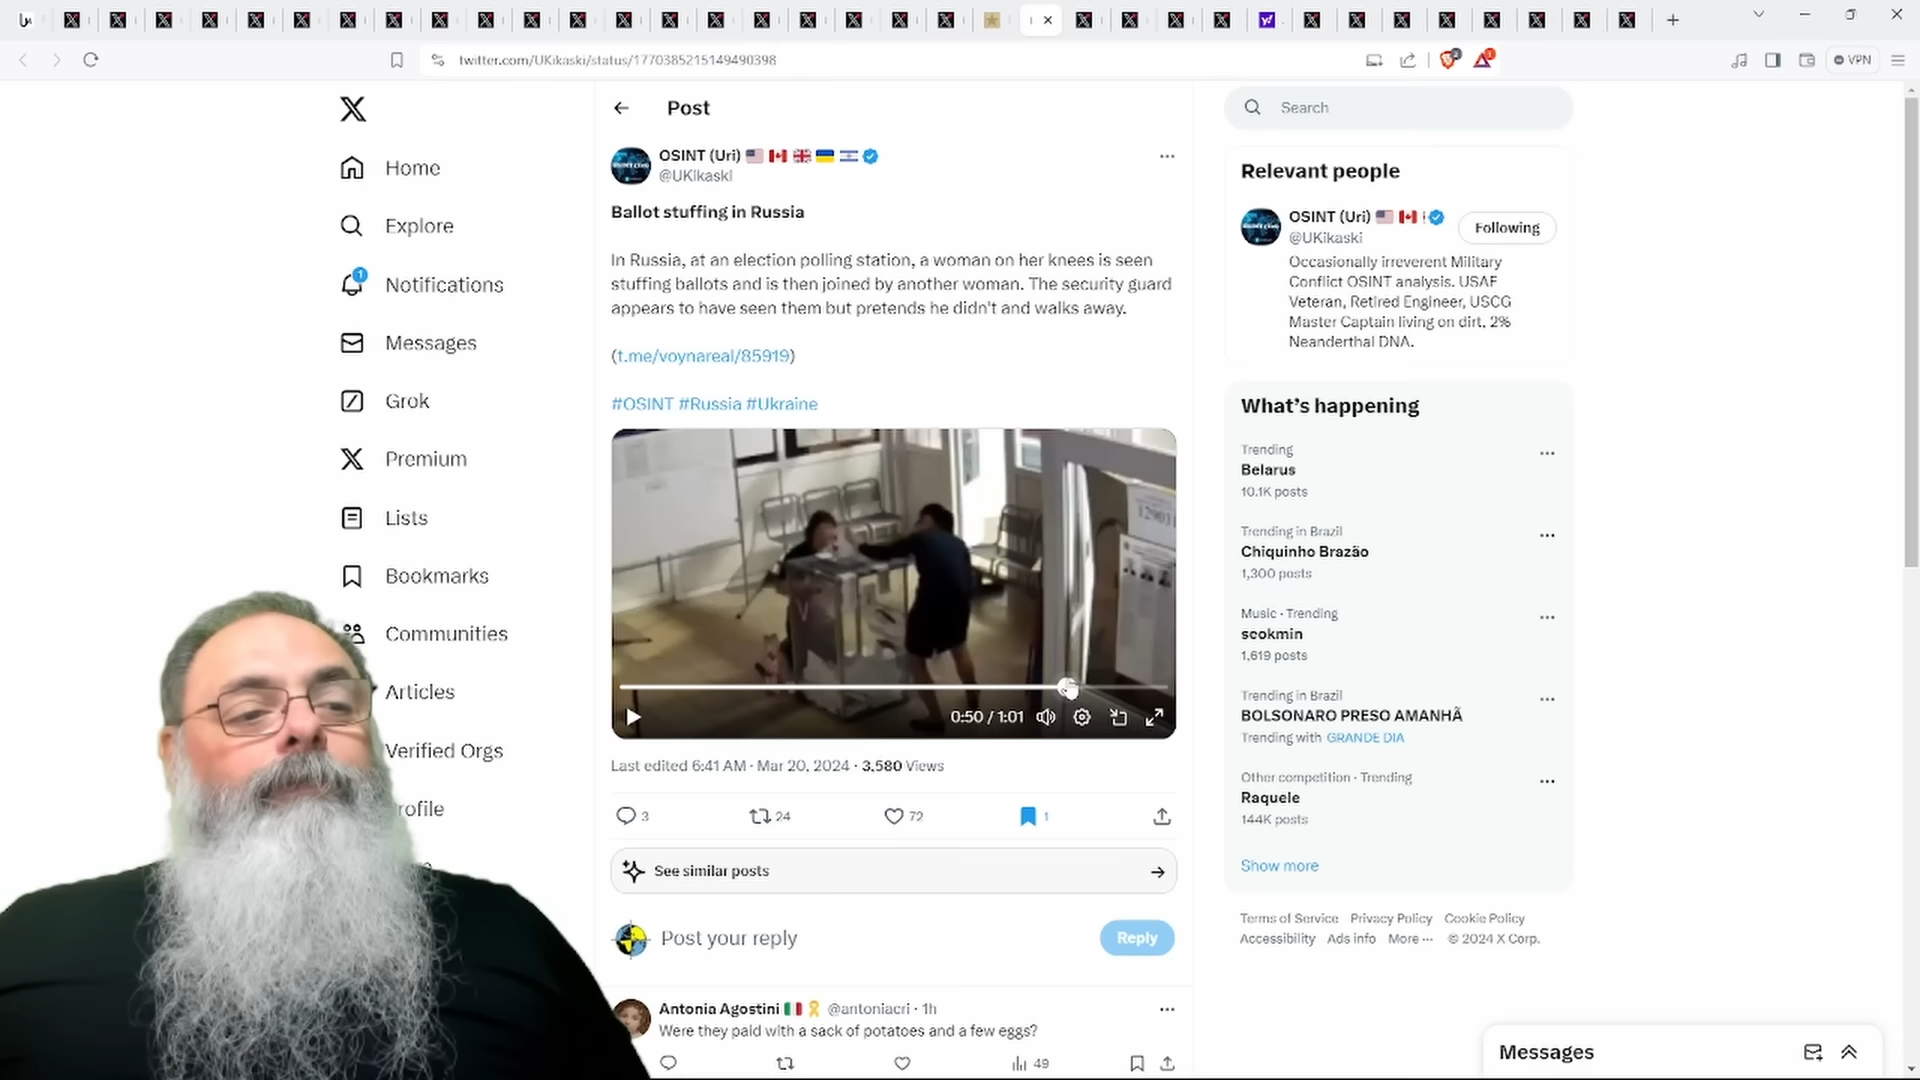 twitter.com/UKikaski/status/1770385215149490398
VPN
Home
Explore
Notifications
1
Messages
Grok
Premium
Lists
Bookmarks
Communities
Articles
Verified Orgs
rofile
Post
OSINT (Uri)
@UKikaski
Ballot stuffing in Russia
In Russia, at an election polling station, a woman on her knees is seen
stuffing ballots and is then joined by another woman. The security guard
appears to have seen them but pretends he didn't and walks away.
(t.me/voynareal/85919)
#OSINT #Russia #Ukraine
0:50 / 1:01
Last edited 6:41 AM · Mar 20, 2024 · 3,580 Views
3 24 72 1
See similar posts
Post your reply
Reply
Antonia Agostini @antoniacri · 1h
Were they paid with a sack of potatoes and a few eggs?
49
Search
Relevant people
OSINT (Uri)
@UKikaski
Following
Occasionally irreverent Military
Conflict OSINT analysis. USAF
Veteran, Retired Engineer, USCG
Master Captain living on dirt, 2%
Neanderthal DNA.
What's happening
Trending
Belarus
10.1K posts
Trending in Brazil
Chiquinho Brazão
1,300 posts
Music · Trending
seokmin
1,619 posts
Trending in Brazil
BOLSONARO PRESO AMANHÃ
Trending with GRANDE DIA
Other competition · Trending
Raquele
144K posts
Show more
Terms of Service Privacy Policy Cookie Policy
Accessibility Ads info More ··· © 2024 X Corp.
Messages